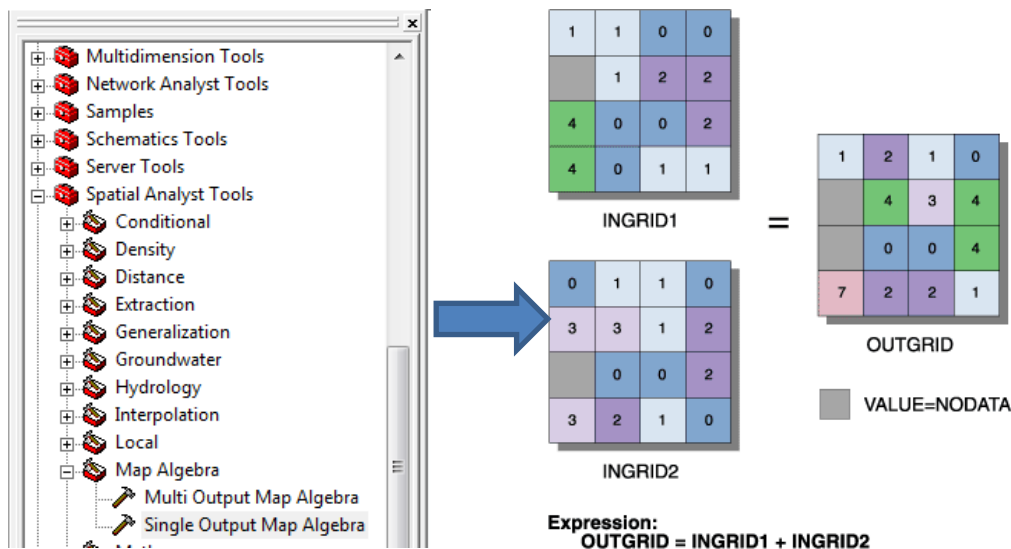 Multidimension Tools
Network Analyst Tools
Samples
Schematics Tools
Server Tools
Spatial Analyst Tools
Conditional
Density
Distance
Extraction
Generalization
Groundwater
Hydrology
Interpolation
Local
Map Algebra
Multi Output Map Algebra
Single Output Map Algebra
1 1 0 0
1 2 2
4 0 0 2
4 0 1 1
INGRID1
0 1 1 0
3 3 1 2
0 0 2
3 2 1 0
INGRID2
=
1 2 1 0
4 3 4
0 0 4
7 2 2 1
OUTGRID
VALUE=NODATA
Expression:
OUTGRID = INGRID1 + INGRID2